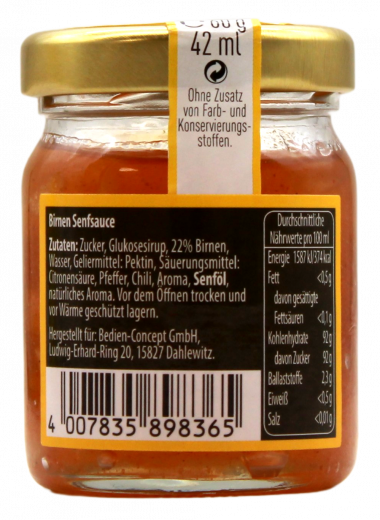 42 ml
Ohne Zusatz
von Farb- und
Konservierungs-
stoffen.
Birnen Senfsauce
Zutaten: Zucker, Glukosesirup, 22% Birnen,
Wasser, Geliermittel: Pektin, Säuerungsmittel:
Citronensäure, Pfeffer, Chili, Aroma, Senföl,
natürliches Aroma. Vor dem Öffnen trocken und
vor Wärme geschützt lagern.
Hergestellt für: Bedien-Concept GmbH,
Ludwig-Erhard-Ring 20, 15827 Dahlewitz.
4 007835 898365
Durchschnittliche
Nährwerte pro 100 ml
Energie 1587 kJ/374 kcal
Fett <0,5 g
davon gesättigte
Fettsäuren <0,1 g
Kohlenhydrate 92 g
davon Zucker 92 g
Ballaststoffe 2,3 g
Eiweiß <0,5 g
Salz <0,01 g